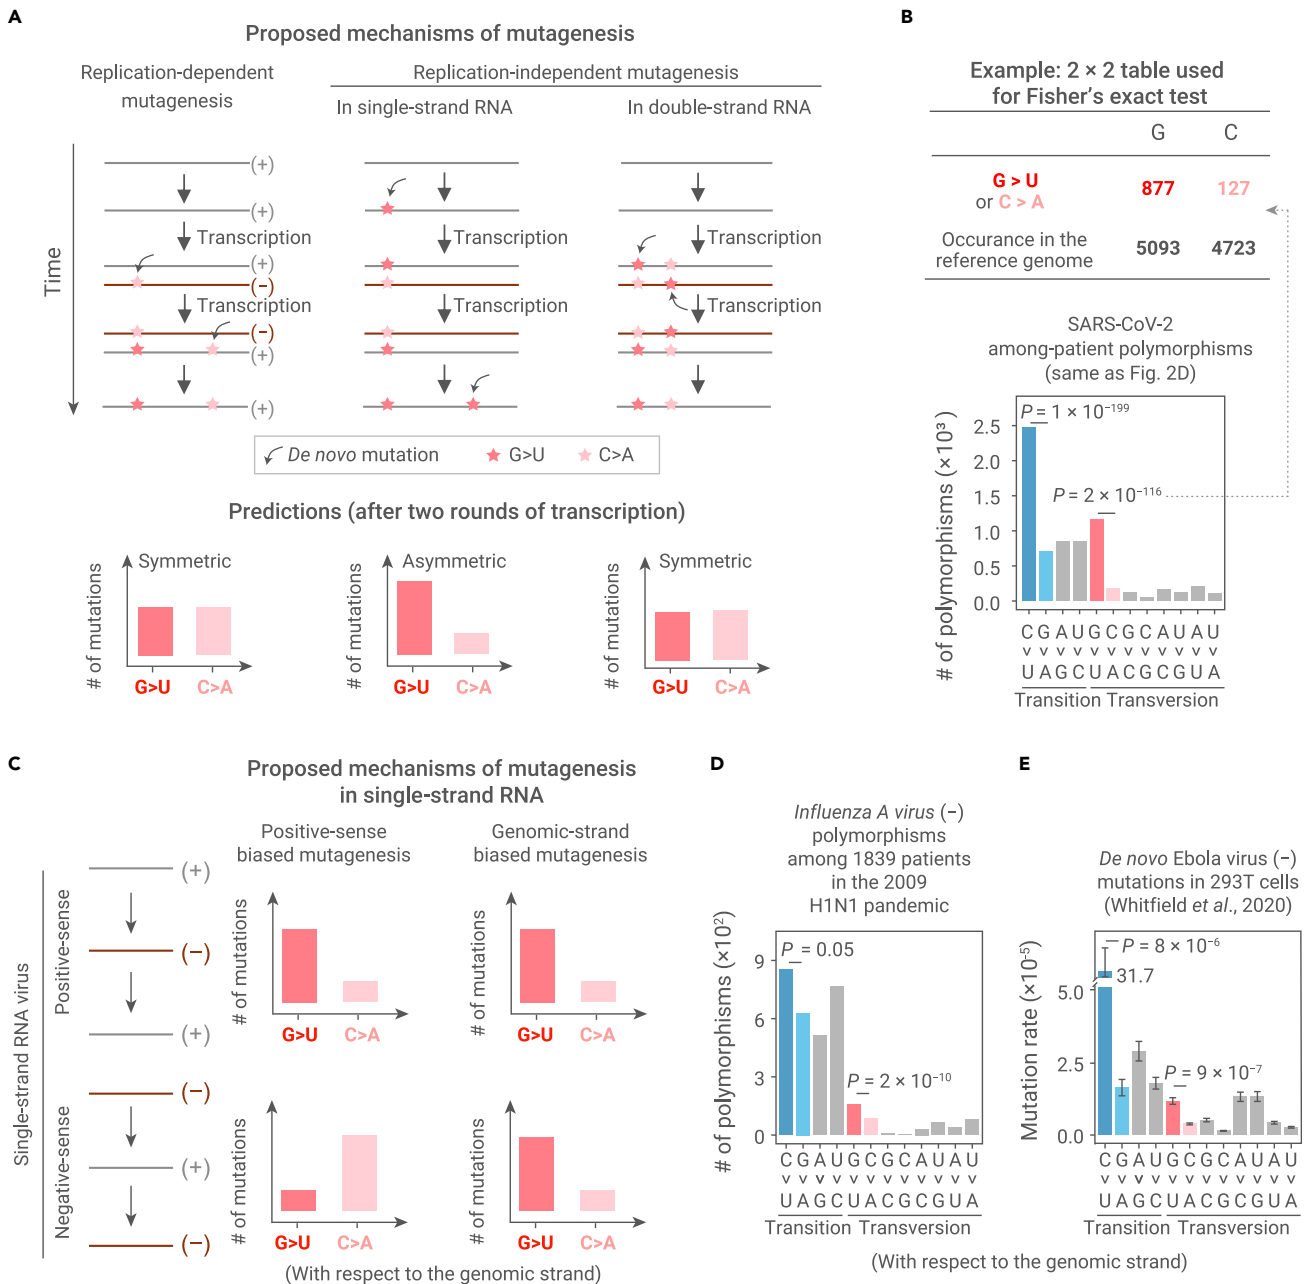 A
Proposed mechanisms of mutagenesis
Replication-dependent
mutagenesis
Replication-independent mutagenesis
In single-strand RNA
In double-strand RNA
Time
(+)
(+)
Transcription
Transcription
Transcription
(+)
(−)
Transcription
Transcription
Transcription
(−)
(+)
(+)
De novo mutation
G>U
C>A
Predictions (after two rounds of transcription)
# of mutations
Symmetric
G>U
C>A
# of mutations
Asymmetric
G>U
C>A
# of mutations
Symmetric
G>U
C>A
B
Example: 2 × 2 table used
for Fisher's exact test
G
C
G > U
or C > A
877
127
Occurance in the
reference genome
5093
4723
SARS-CoV-2
among-patient polymorphisms
(same as Fig. 2D)
# of polymorphisms (×10³)
P = 1 × 10⁻¹⁹⁹
P = 2 × 10⁻¹¹⁶
2.5
2.0
1.5
1.0
0.5
0.0
C G A U G C G C A U A U
v v v v v v v v v v v v
U A G C U A C G C G U A
Transition Transversion
C
Proposed mechanisms of mutagenesis
in single-strand RNA
Positive-sense
biased mutagenesis
Genomic-strand
biased mutagenesis
Single-strand RNA virus
Positive-sense
(+)
(−)
(+)
# of mutations
G>U
C>A
# of mutations
G>U
C>A
Negative-sense
(−)
(+)
(−)
# of mutations
G>U
C>A
# of mutations
G>U
C>A
(With respect to the genomic strand)
D
Influenza A virus (−)
polymorphisms
among 1839 patients
in the 2009
H1N1 pandemic
# of polymorphisms (×10²)
P = 0.05
P = 2 × 10⁻¹⁰
9
6
3
0
C G A U G C G C A U A U
v v v v v v v v v v v v
U A G C U A C G C G U A
Transition Transversion
E
De novo Ebola virus (−)
mutations in 293T cells
(Whitfield et al., 2020)
Mutation rate (×10⁻⁵)
P = 8 × 10⁻⁶
31.7
P = 9 × 10⁻⁷
5.0
2.5
0.0
C G A U G C G C A U A U
v v v v v v v v v v v v
U A G C U A C G C G U A
Transition Transversion
(With respect to the genomic strand)